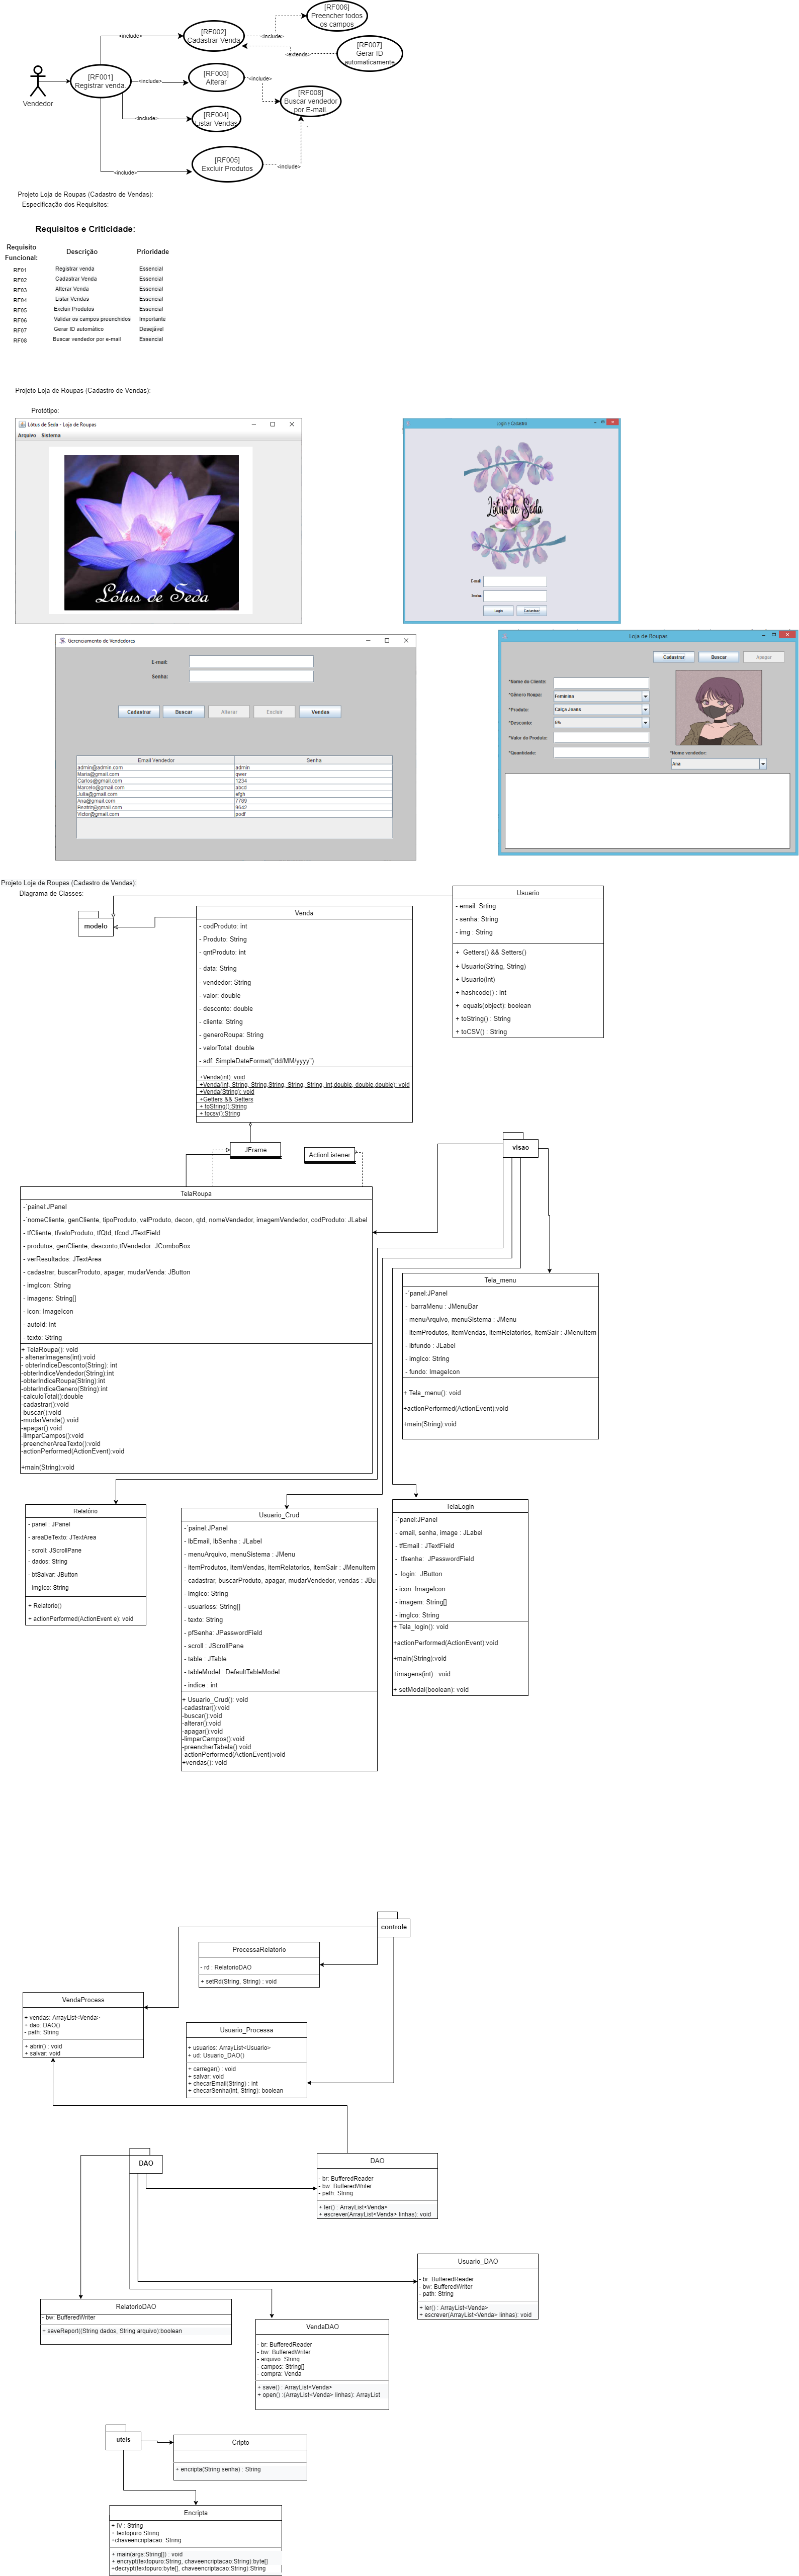 [RF006]
Preencher todos
os campos
[RF002]
Cadastrar Venda
<include>
<include>
[RF007]
Gerar ID
automaticamente
<extends>
[RF001]
Registrar venda
Vendedor
<include>
[RF003]
Alterar
<include>
[RF008]
Buscar vendedor
por E-mail
[RF004]
Listar Vendas
<include>
[RF005]
Excluir Produtos
<include>
<include>
Projeto Loja de Roupas (Cadastro de Vendas):
Especificação dos Requisitos:
Requisitos e Criticidade:
Requisito Funcional: Descrição Prioridade
RF01 Registrar venda Essencial
RF02 Cadastrar Venda Essencial
RF03 Alterar Venda Essencial
RF04 Listar Vendas Essencial
RF05 Excluir Produtos Essencial
RF06 Validar os campos preenchidos Importante
RF07 Gerar ID automático Desejável
RF08 Buscar vendedor por e-mail Essencial
Projeto Loja de Roupas (Cadastro de Vendas):
Protótipo:
Lótus de Seda - Loja de Roupas
Arquivo Sistema
Lótus de Seda
Login e Cadastro
Lótus de Seda
E-mail:
Senha:
Login Cadastrar
Gerenciamento de Vendedores
E-mail:
Senha:
Cadastrar Buscar Alterar Excluir Vendas
Email Vendedor Senha
admin@admin.com admin
Maria@gmail.com qwer
Carlos@gmail.com 1234
Marcelo@gmail.com abcd
Julia@gmail.com efgh
Ana@gmail.com 7789
Beatriz@gmail.com 9642
Victor@gmail.com podf
Loja de Roupas
Cadastrar Buscar Apagar
*Nome do Cliente:
*Gênero Roupa: Feminina
*Produto: Calça Jeans
*Desconto: 5%
*Valor do Produto:
*Quantidade:
*Nome vendedor:
Ana
Projeto Loja de Roupas (Cadastro de Vendas):
Diagrama de Classes:
modelo
Venda
- codProduto: int
- Produto: String
- qntProduto: int
- data: String
- vendedor: String
- valor: double
- desconto: double
- cliente: String
- generoRoupa: String
- valorTotal: double
- sdf: SimpleDateFormat("dd/MM/yyyy")
+Venda(int): void
+Venda(int, String, String,String, String, String, int,double, double double): void
+Venda(String): void
+Getters && Setters
+ toString():String
+ tocsv():String
Usuario
- email: Srting
- senha: String
- img : String
+ Getters() && Setters()
+ Usuario(String, String)
+ Usuario(int)
+ hashcode() : int
+ equals(object): boolean
+ toString() : String
+ toCSV() : String
JFrame
ActionListener
visao
TelaRoupa
-`painel:JPanel
-`nomeCliente, genCliente, tipoProduto, valProduto, decon, qtd, nomeVendedor, imagemVendedor, codProduto: JLabel
- tfCliente, tfvaloProduto, tfQtd, tfcod:JTextField
- produtos, genCliente, desconto,tfVendedor: JComboBox
- verResultados: JTextArea
- cadastrar, buscarProduto, apagar, mudarVenda: JButton
- imgIcon: String
- imagens: String[]
- icon: ImageIcon
- autoId: int
- texto: String
+ TelaRoupa(): void
- altenarImagens(int):void
- obterIndiceDesconto(String): int
-obterIndiceVendedor(String):int
-obterIndiceRoupa(String):int
-obterIndiceGenero(String):int
-calculoTotal():double
-cadastrar():void
-buscar():void
-mudarVenda():void
-apagar():void
-limparCampos():void
-preencherAreaTexto():void
-actionPerformed(ActionEvent):void
+main(String):void
Tela_menu
-`panel:JPanel
- barraMenu : JMenuBar
- menuArquivo, menuSistema : JMenu
- itemProdutos, itemVendas, itemRelatorios, itemSair : JMenuItem
- lbfundo : JLabel
- imgIco: String
- fundo: ImageIcon
+ Tela_menu(): void
+actionPerformed(ActionEvent):void
+main(String):void
Relatório
- panel : JPanel
- areaDeTexto: JTextArea
- scroll: JScrollPane
- dados: String
- btSalvar: JButton
- imgIco: String
+ Relatorio()
+ actionPerformed(ActionEvent e): void
Usuario_Crud
-`painel:JPanel
- lbEmail, lbSenha : JLabel
- menuArquivo, menuSistema : JMenu
- itemProdutos, itemVendas, itemRelatorios, itemSair : JMenuItem
- cadastrar, buscarProduto, apagar, mudarVendedor, vendas : JBu
- imgIco: String
- usuarioss: String[]
- texto: String
- pfSenha: JPasswordField
- scroll : JScrollPane
- table : JTable
- tableModel : DefaultTableModel
- indice : int
+ Usuario_Crud(): void
-cadastrar():void
-buscar():void
-alterar():void
-apagar():void
-limparCampos():void
-preencherTabela():void
-actionPerformed(ActionEvent):void
+vendas(): void
TelaLogin
-`panel:JPanel
- email, senha, image : JLabel
- tfEmail : JTextField
- tfsenha: JPasswordField
- login: JButton
- icon: ImageIcon
- imagem: String[]
- imgIco: String
+ Tela_login(): void
+actionPerformed(ActionEvent):void
+main(String):void
+imagens(int) : void
+ setModal(boolean): void
controle
ProcessaRelatorio
- rd : RelatorioDAO
+ setRd(String, String) : void
VendaProcess
+ vendas: ArrayList<Venda>
+ dao: DAO()
- path: String
+ abrir() : void
+ salvar: void
Usuario_Processa
+ usuarios: ArrayList<Usuario>
+ ud: Usuario_DAO()
+ carregar() : void
+ salvar: void
+ checarEmail(String) : int
+ checarSenha(int, String): boolean
DAO
DAO
- br: BufferedReader
- bw: BufferedWriter
- path: String
+ ler() : ArrayList<Venda>
+ escrever(ArrayList<Venda> linhas): void
Usuario_DAO
- br: BufferedReader
- bw: BufferedWriter
- path: String
+ ler() : ArrayList<Venda>
+ escrever(ArrayList<Venda> linhas): void
RelatorioDAO
- bw: BufferedWriter
+ saveReport((String dados, String arquivo):boolean
VendaDAO
- br: BufferedReader
- bw: BufferedWriter
- arquivo: String
- campos: String[]
- compra: Venda
+ save() : ArrayList<Venda>
+ open() :(ArrayList<Venda> linhas): ArrayList
uteis
Cripto
+ encripta(String senha) : String
Encripta
+ IV : String
+ textopuro:String
+chaveencriptacao: String
+ main(args:String[]) : void
+ encrypt(textopuro:String, chaveencriptacao:String):byte[]
+decrypt(textopuro:byte[], chaveencriptacao:String):String